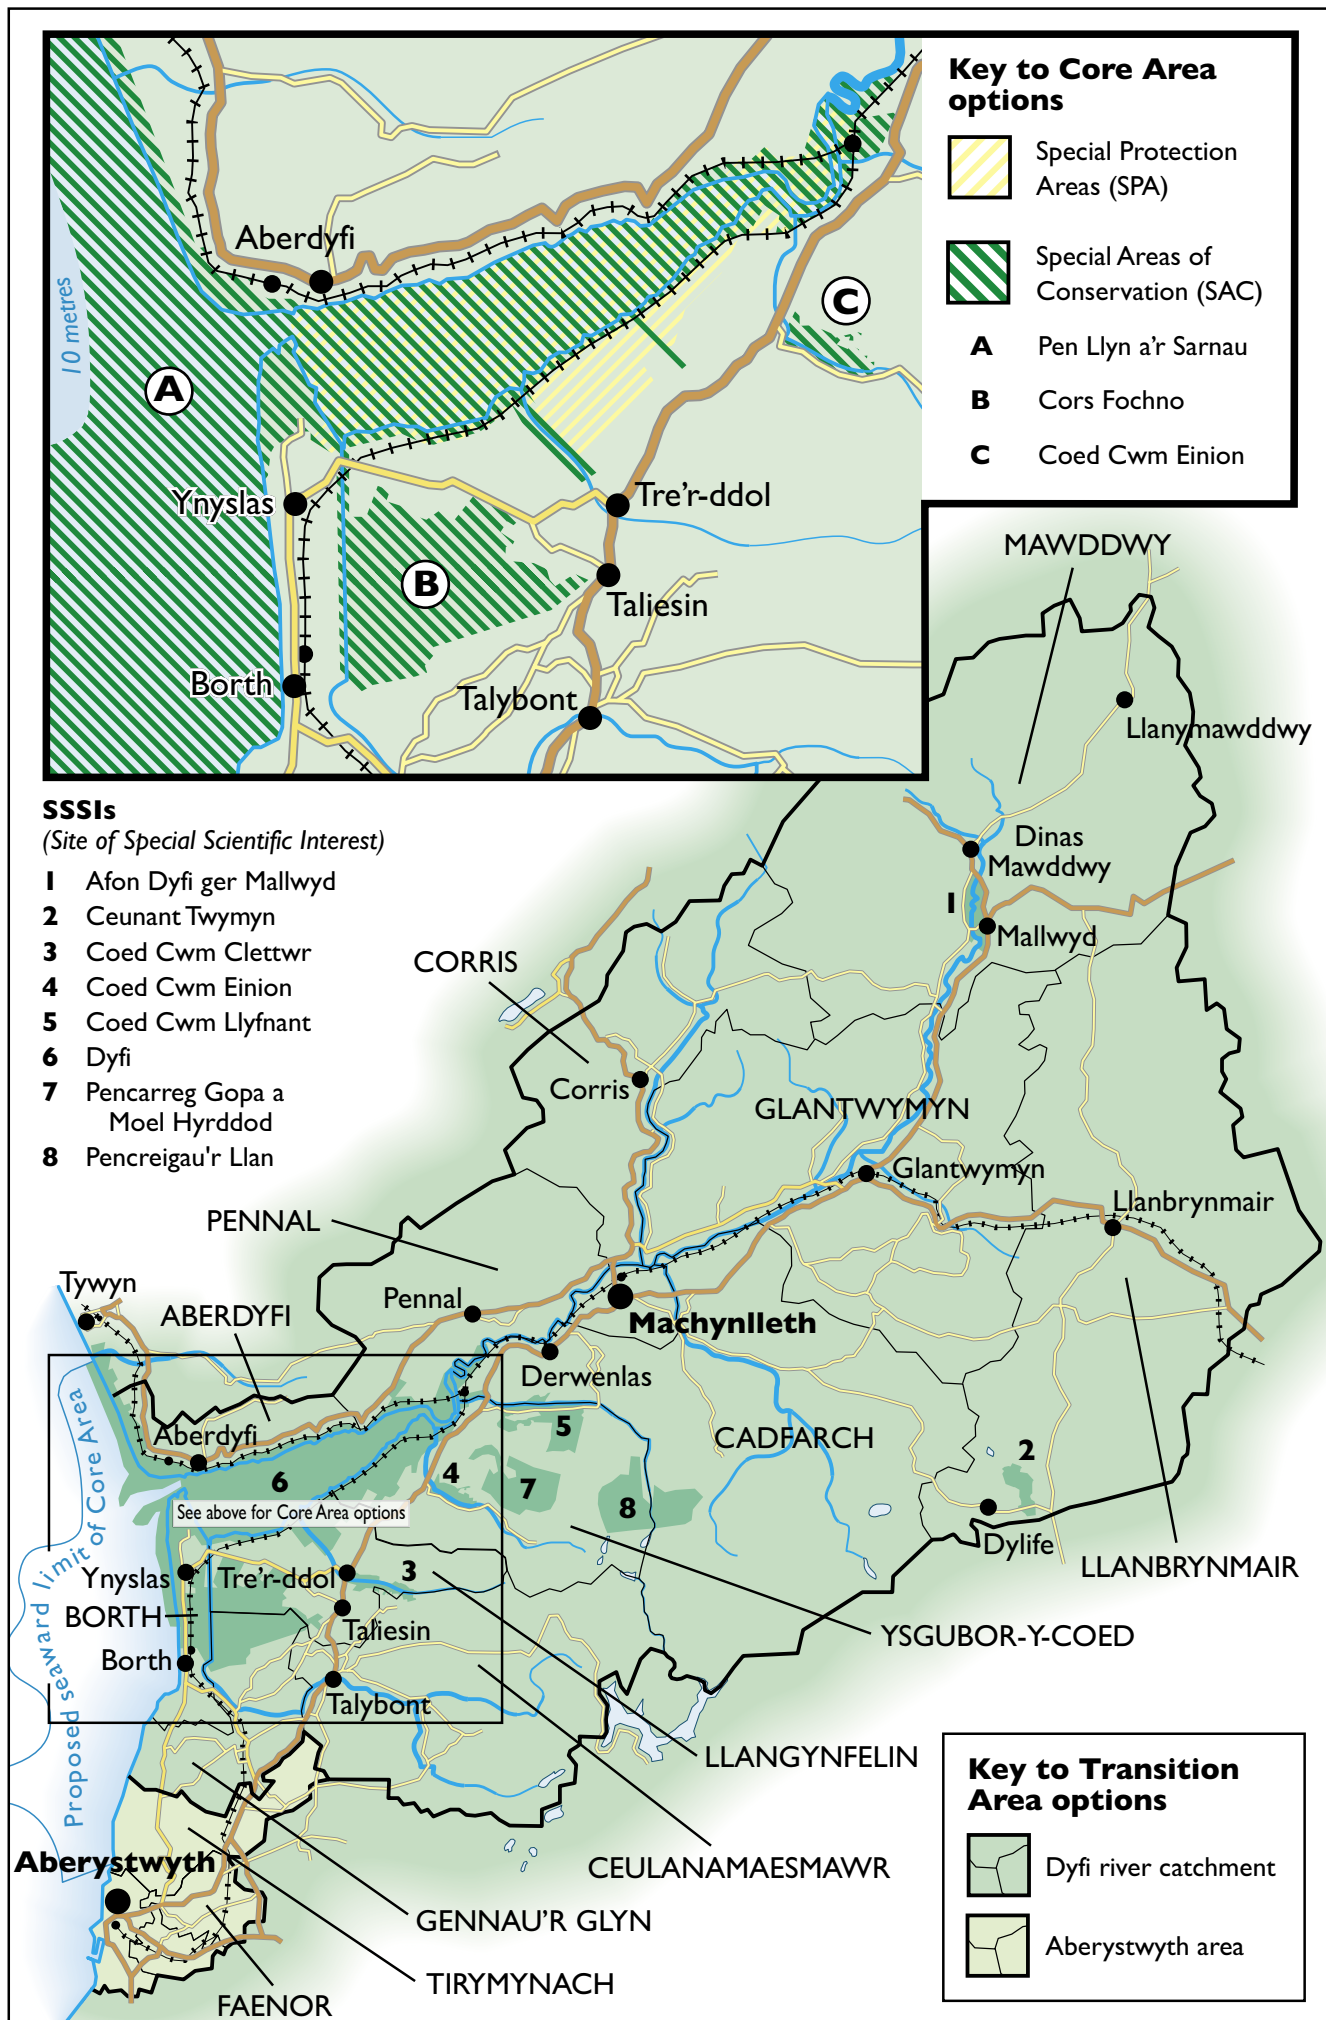 Key to Core Area
options
Special Protection
Areas (SPA)
Special Areas of
Conservation (SAC)
A Pen Llyn a'r Sarnau
B Cors Fochno
C Coed Cwm Einion
Aberdyfi
10 metres
A
C
Ynyslas
Tre'r-ddol
B
Taliesin
Borth
Talybont
SSSIs
(Site of Special Scientific Interest)
1 Afon Dyfi ger Mallwyd
2 Ceunant Twymyn
3 Coed Cwm Clettwr
4 Coed Cwm Einion
5 Coed Cwm Llyfnant
6 Dyfi
7 Pencarreg Gopa a
Moel Hyrddod
8 Pencreigau'r Llan
MAWDDWY
Llanymawddwy
Dinas
Mawddwy
1
Mallwyd
CORRIS
Corris
GLANTWYMYN
Glantwymyn
Llanbrynmair
PENNAL
Tywyn
ABERDYFI
Pennal
Machynlleth
Derwenlas
Aberdyfi
5
CADFARCH
2
6
4
7
8
See above for Core Area options
Dylife
Ynyslas
Tre'r-ddol
3
LLANBRYNMAIR
BORTH
Taliesin
YSGUBOR-Y-COED
Borth
Talybont
Proposed seaward limit of Core Area
LLANGYNFELIN
Aberystwyth
CEULANAMAESMAWR
GENNAU'R GLYN
TIRYMYNACH
FAENOR
Key to Transition
Area options
Dyfi river catchment
Aberystwyth area